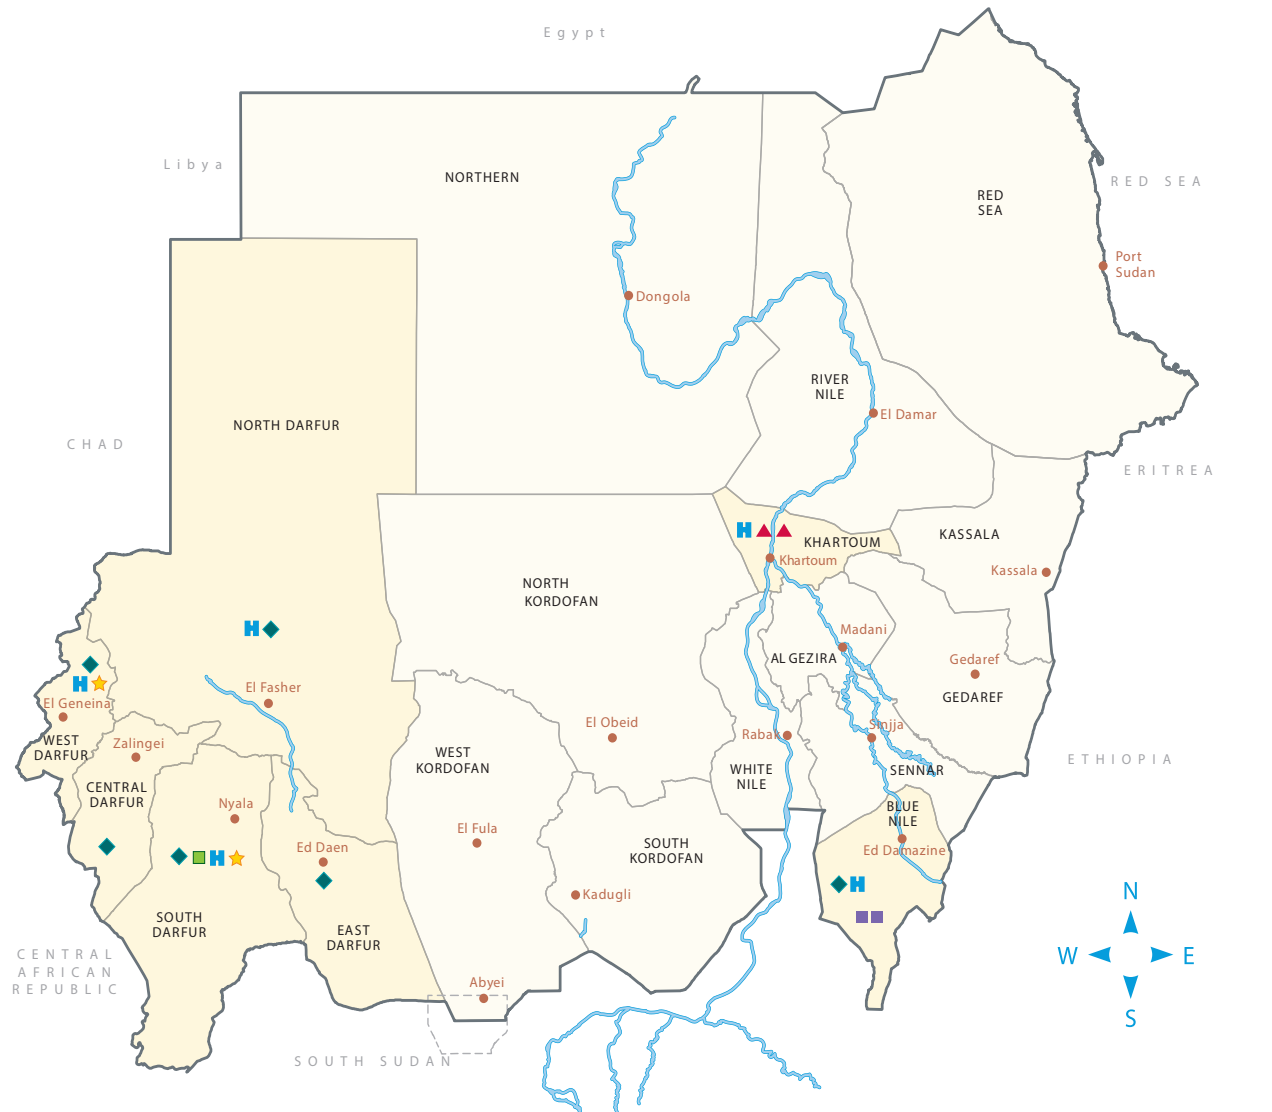 Egypt
Libya
NORTHERN
RED
SEA
RED SEA
Port
Sudan
Dongola
RIVER
NILE
El Damar
NORTH DARFUR
CHAD
ERITREA
H
KHARTOUM
Khartoum
KASSALA
Kassala
NORTH
KORDOFAN
H
Madani
AL GEZIRA
Gedaref
GEDAREF
H
El Geneina
El Fasher
El Obeid
Rabak
Sinjja
WEST
DARFUR
Zalingei
WEST
KORDOFAN
WHITE
NILE
SENNAR
ETHIOPIA
CENTRAL
DARFUR
Nyala
BLUE
NILE
El Fula
Ed Daen
SOUTH
KORDOFAN
Ed Damazine
H
H
Kadugli
SOUTH
DARFUR
EAST
DARFUR
CENTRAL
AFRICAN
REPUBLIC
Abyei
SOUTH SUDAN
N
W
E
S